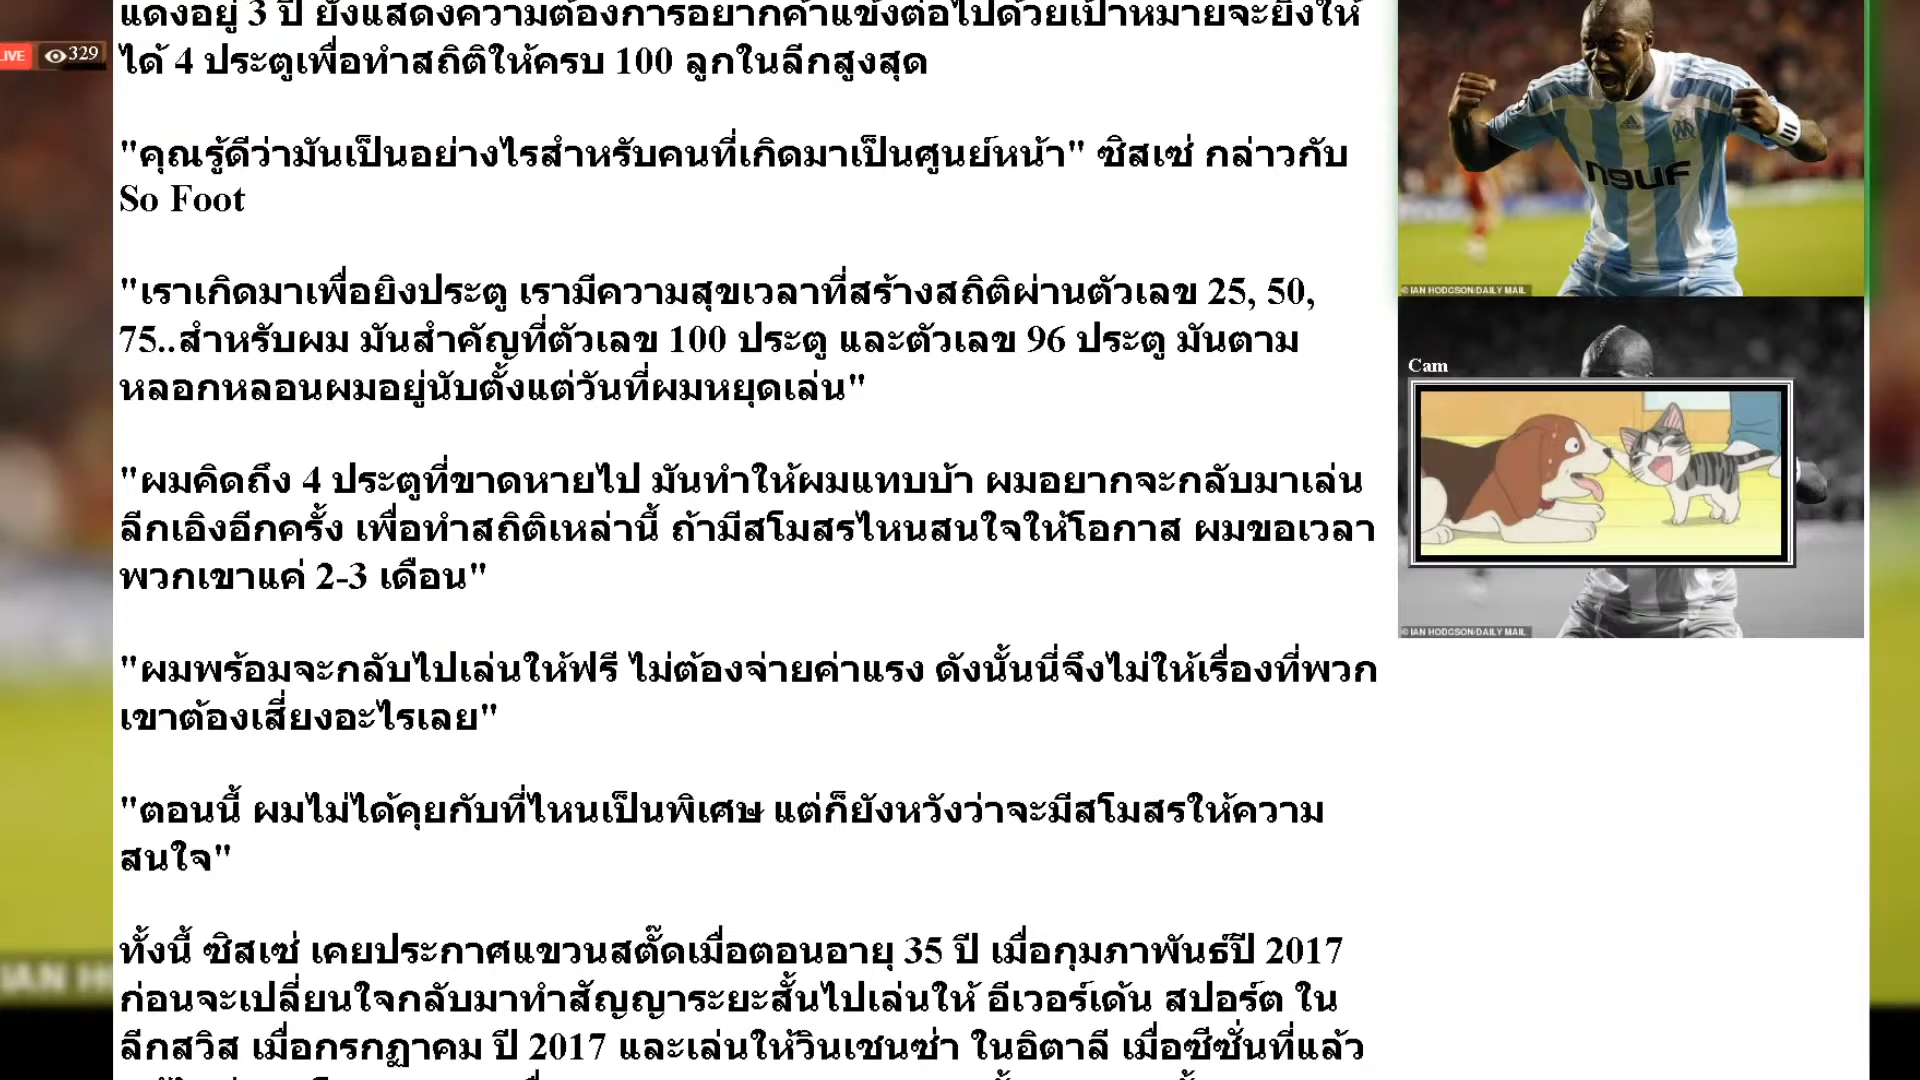 แดงอยู่ 3 ปี ยังแสดงความต้องการอยากค้าแข้งต่อไปด้วยเป้าหมายจะยิงให้
ได้ 4 ประตูเพื่อทำสถิติให้ครบ 100 ลูกในลีกสูงสุด
"คุณรู้ดีว่ามันเป็นอย่างไรสำหรับคนที่เกิดมาเป็นศูนย์หน้า" ซิสเซ่ กล่าวกับ
So Foot
"เราเกิดมาเพื่อยิงประตู เรามีความสุขเวลาที่สร้างสถิติผ่านตัวเลข 25, 50,
75..สำหรับผม มันสำคัญที่ตัวเลข 100 ประตู และตัวเลข 96 ประตู มันตาม
หลอกหลอนผมอยู่นับตั้งแต่วันที่ผมหยุดเล่น"
"ผมคิดถึง 4 ประตูที่ขาดหายไป มันทำให้ผมแทบบ้า ผมอยากจะกลับมาเล่น
ลีกเอิงอีกครั้ง เพื่อทำสถิติเหล่านี้ ถ้ามีสโมสรไหนสนใจให้โอกาส ผมขอเวลา
พวกเขาแค่ 2-3 เดือน"
"ผมพร้อมจะกลับไปเล่นให้ฟรี ไม่ต้องจ่ายค่าแรง ดังนั้นนี่จึงไม่ให้เรื่องที่พวก
เขาต้องเสี่ยงอะไรเลย"
"ตอนนี้ ผมไม่ได้คุยกับที่ไหนเป็นพิเศษ แต่ก็ยังหวังว่าจะมีสโมสรให้ความ
สนใจ"
ทั้งนี้ ซิสเซ่ เคยประกาศแขวนสตั๊ดเมื่อตอนอายุ 35 ปี เมื่อกุมภาพันธ์ปี 2017
ก่อนจะเปลี่ยนใจกลับมาทำสัญญาระยะสั้นไปเล่นให้ อีเวอร์เด้น สปอร์ต ใน
ลีกสวิส เมื่อกรกฏาคม ปี 2017 และเล่นให้วินเชนซ่า ในอิตาลี เมื่อซีซั่นที่แล้ว
LIVE
329
neuf
© IAN HODGSON/DAILY MAIL
Cam
© IAN HODGSON/DAILY MAIL
IAN H